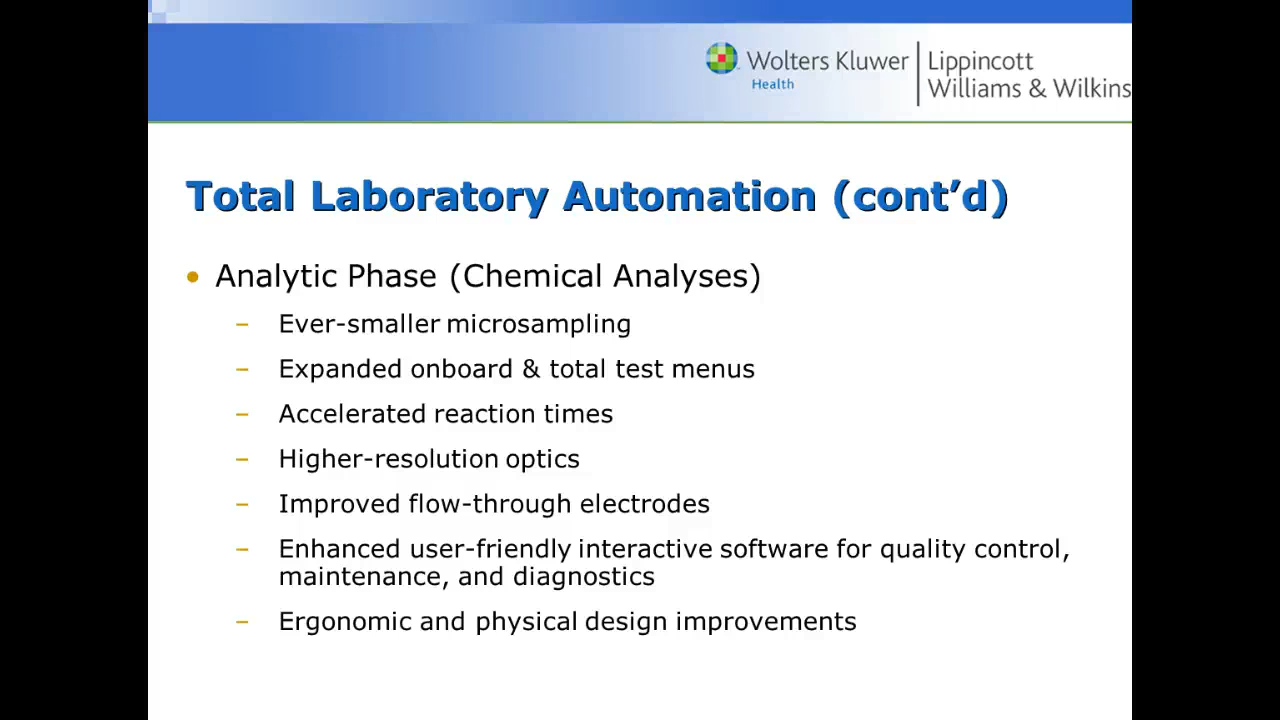 Wolters Kluwer
Health
Lippincott
Williams & Wilkins
Total Laboratory Automation (cont’d)
• Analytic Phase (Chemical Analyses)
– Ever-smaller microsampling
– Expanded onboard & total test menus
– Accelerated reaction times
– Higher-resolution optics
– Improved flow-through electrodes
– Enhanced user-friendly interactive software for quality control,
maintenance, and diagnostics
– Ergonomic and physical design improvements